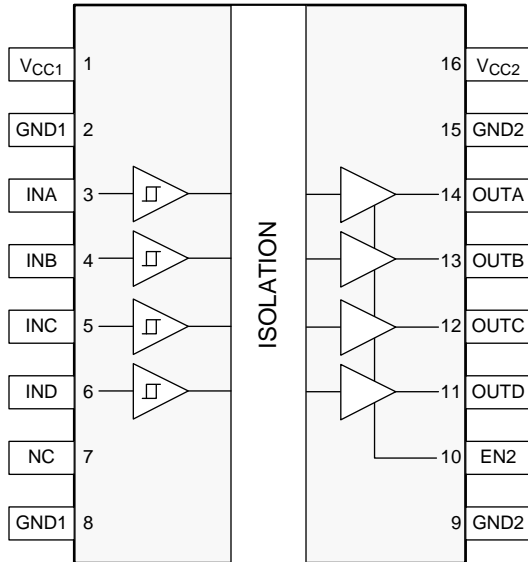 VCC1 1 16 VCC2
GND1 2 15 GND2
INA 3 14 OUTA
INB 4 13 OUTB
INC 5 12 OUTC
IND 6 11 OUTD
NC 7 10 EN2
GND1 8 9 GND2
ISOLATION